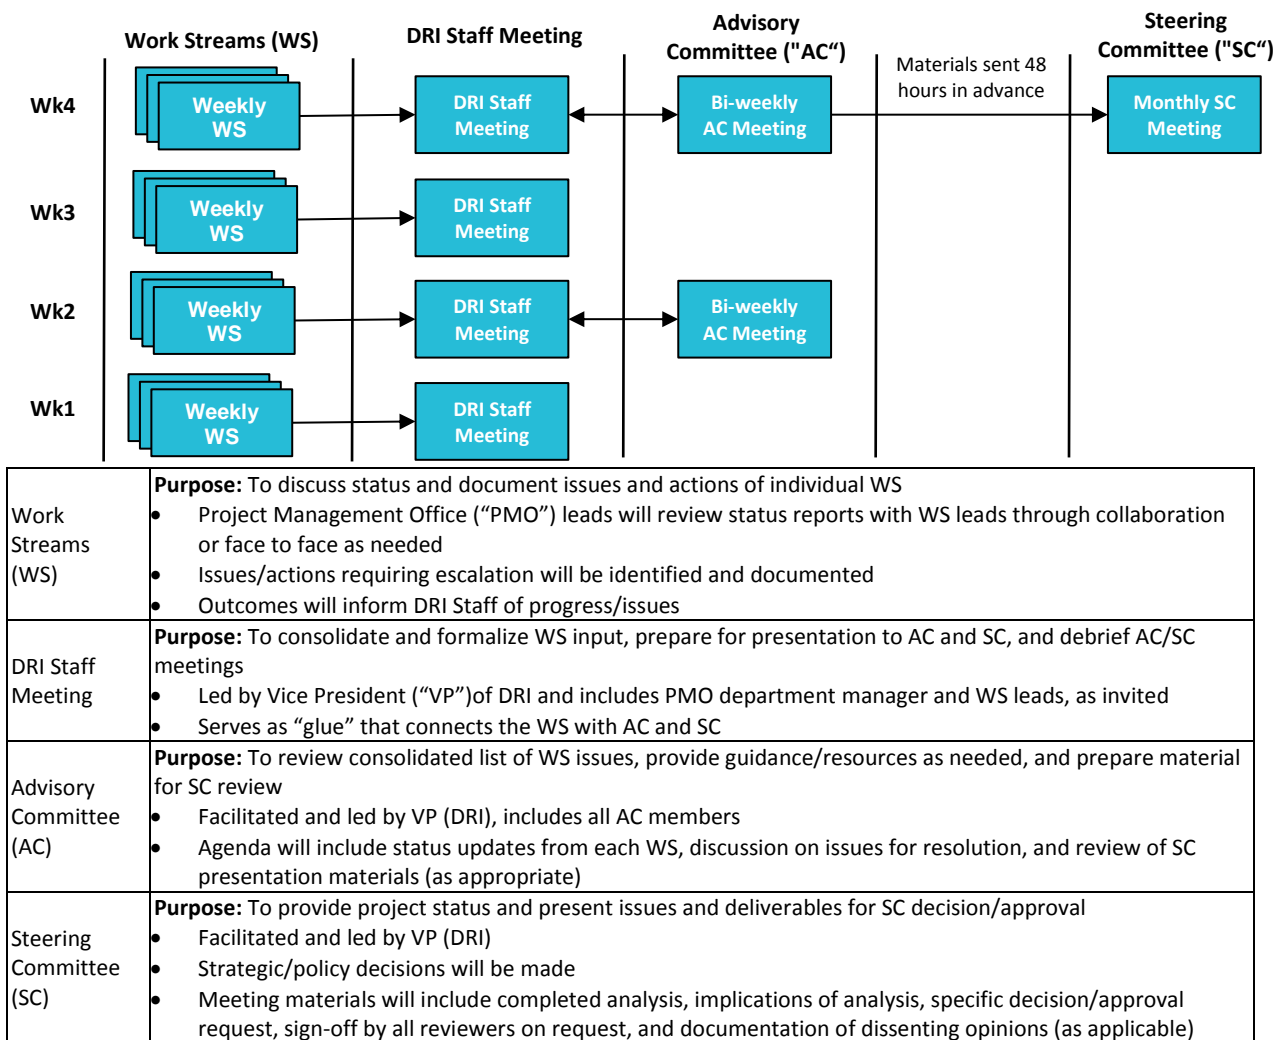 Work Streams (WS)
DRI Staff Meeting
Advisory
Committee ("AC“)
Materials sent 48
hours in advance
Steering
Committee ("SC“)
Wk4
Weekly
WS
DRI Staff
Meeting
Bi-weekly
AC Meeting
Monthly SC
Meeting
Wk3
Weekly
WS
DRI Staff
Meeting
Wk2
Weekly
WS
DRI Staff
Meeting
Bi-weekly
AC Meeting
Wk1
Weekly
WS
DRI Staff
Meeting
Work
Streams
(WS)
Purpose: To discuss status and document issues and actions of individual WS
• Project Management Office (“PMO”) leads will review status reports with WS leads through collaboration
or face to face as needed
• Issues/actions requiring escalation will be identified and documented
• Outcomes will inform DRI Staff of progress/issues
DRI Staff
Meeting
Purpose: To consolidate and formalize WS input, prepare for presentation to AC and SC, and debrief AC/SC
meetings
• Led by Vice President (“VP”)of DRI and includes PMO department manager and WS leads, as invited
• Serves as “glue” that connects the WS with AC and SC
Advisory
Committee
(AC)
Purpose: To review consolidated list of WS issues, provide guidance/resources as needed, and prepare material
for SC review
• Facilitated and led by VP (DRI), includes all AC members
• Agenda will include status updates from each WS, discussion on issues for resolution, and review of SC
presentation materials (as appropriate)
Steering
Committee
(SC)
Purpose: To provide project status and present issues and deliverables for SC decision/approval
• Facilitated and led by VP (DRI)
• Strategic/policy decisions will be made
• Meeting materials will include completed analysis, implications of analysis, specific decision/approval
request, sign-off by all reviewers on request, and documentation of dissenting opinions (as applicable)